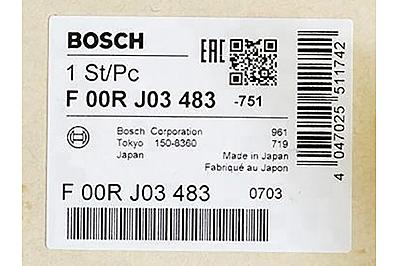 BOSCH
EAC
1 St/Pc
F 00R J03 483 -751
Bosch Corporation 961
Tokyo 150-8360 719
Japan Made in Japan
Fabriqué au Japon
F 00R J03 483 0703
4 047025 511742